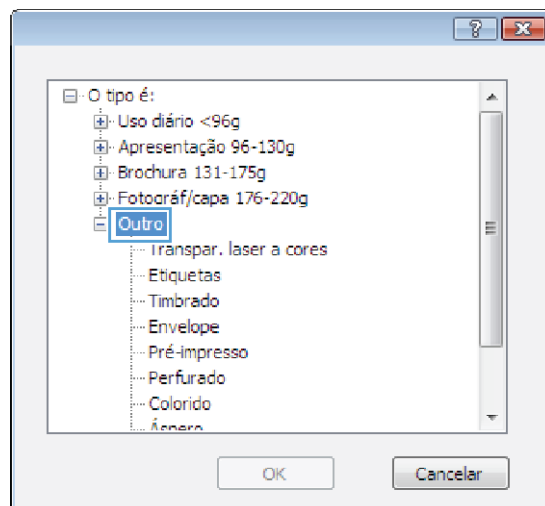 O tipo é:
Uso diário <96g
Apresentação 96-130g
Brochura 131-175g
Fotográf/capa 176-220g
Outro
Transpar. laser a cores
Etiquetas
Timbrado
Envelope
Pré-impresso
Perfurado
Colorido
Áspero
OK
Cancelar